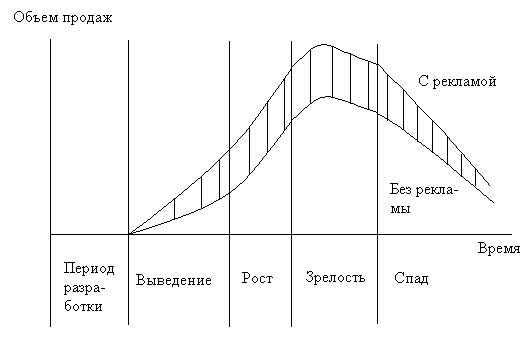 Объем продаж
С рекламой
Без рекла-
мы
Время
Период
разра-
ботки
Выведение
Рост
Зрелость
Спад